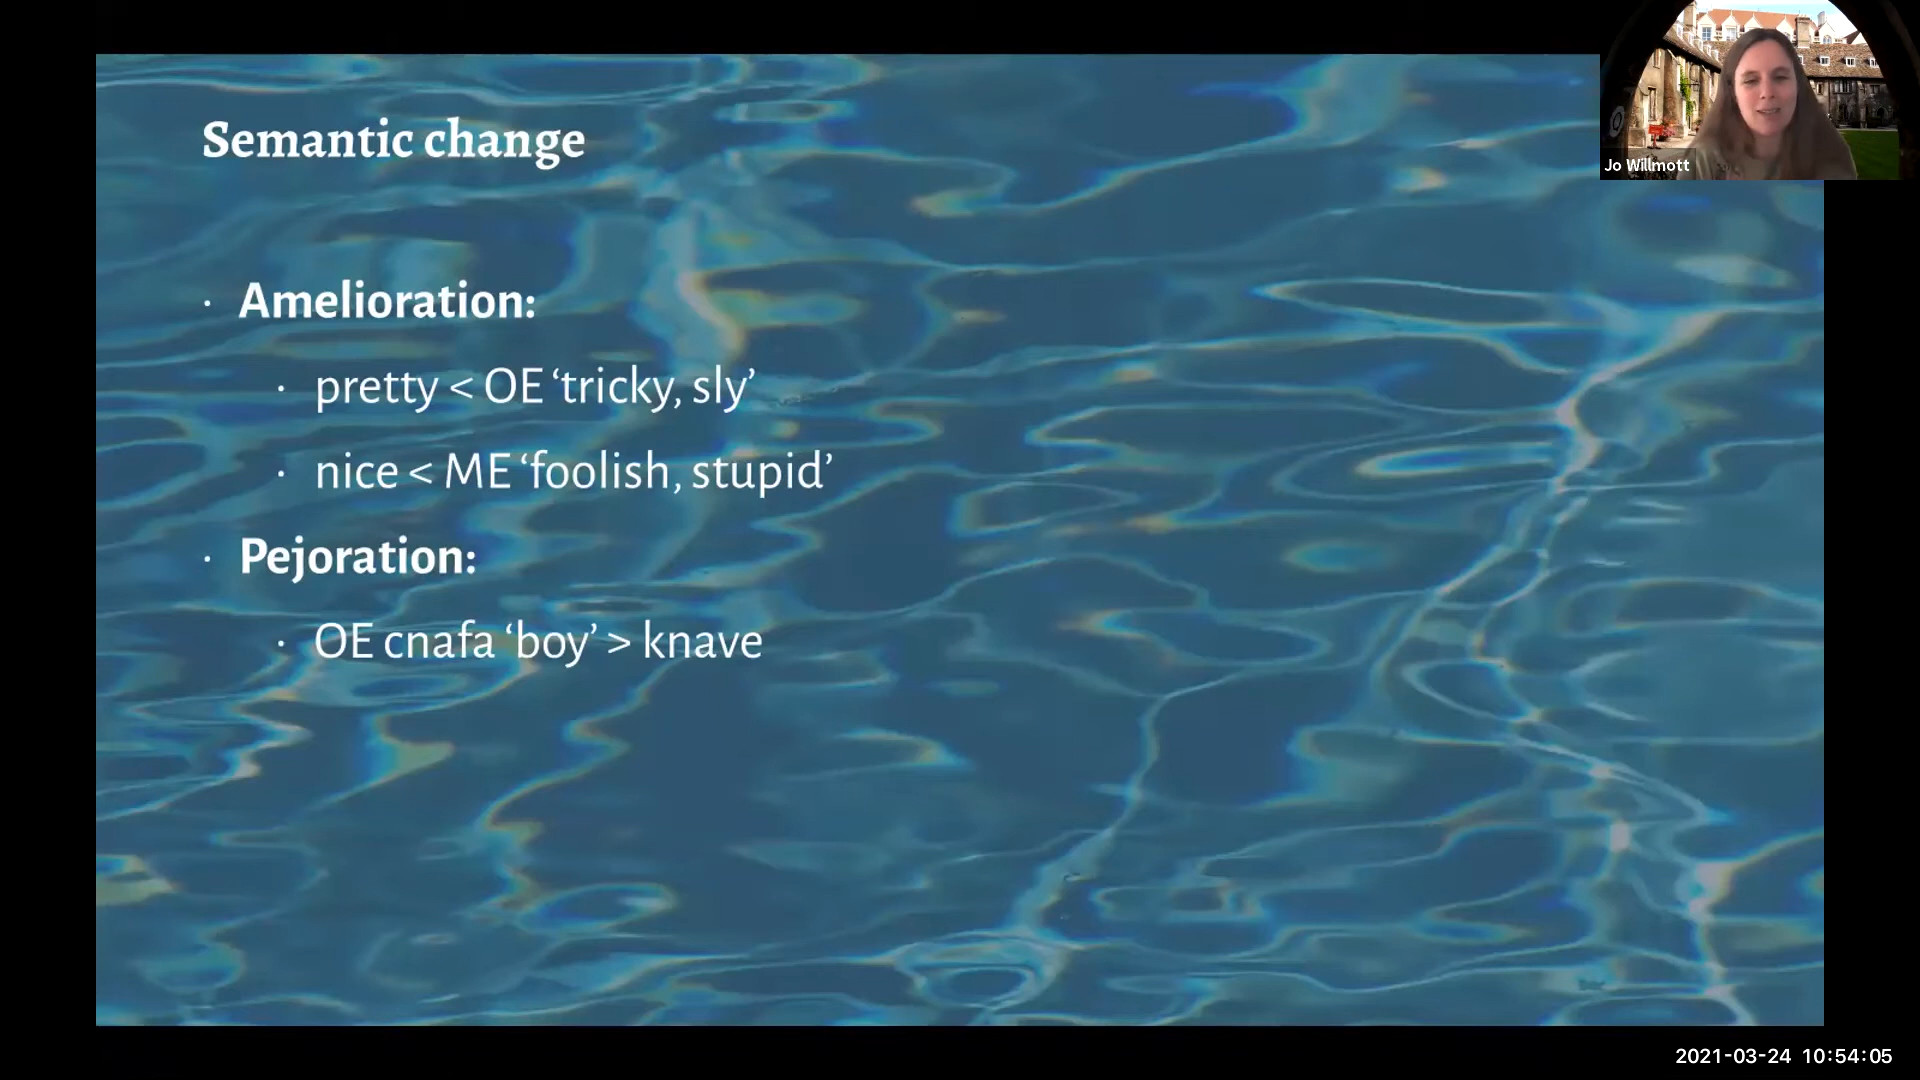 Semantic change
Jo Willmott
· Amelioration:
· pretty < OE ‘tricky, sly’
· nice < ME ‘foolish, stupid’
· Pejoration:
· OE cnafa ‘boy’ > knave
2021-03-24 10:54:05